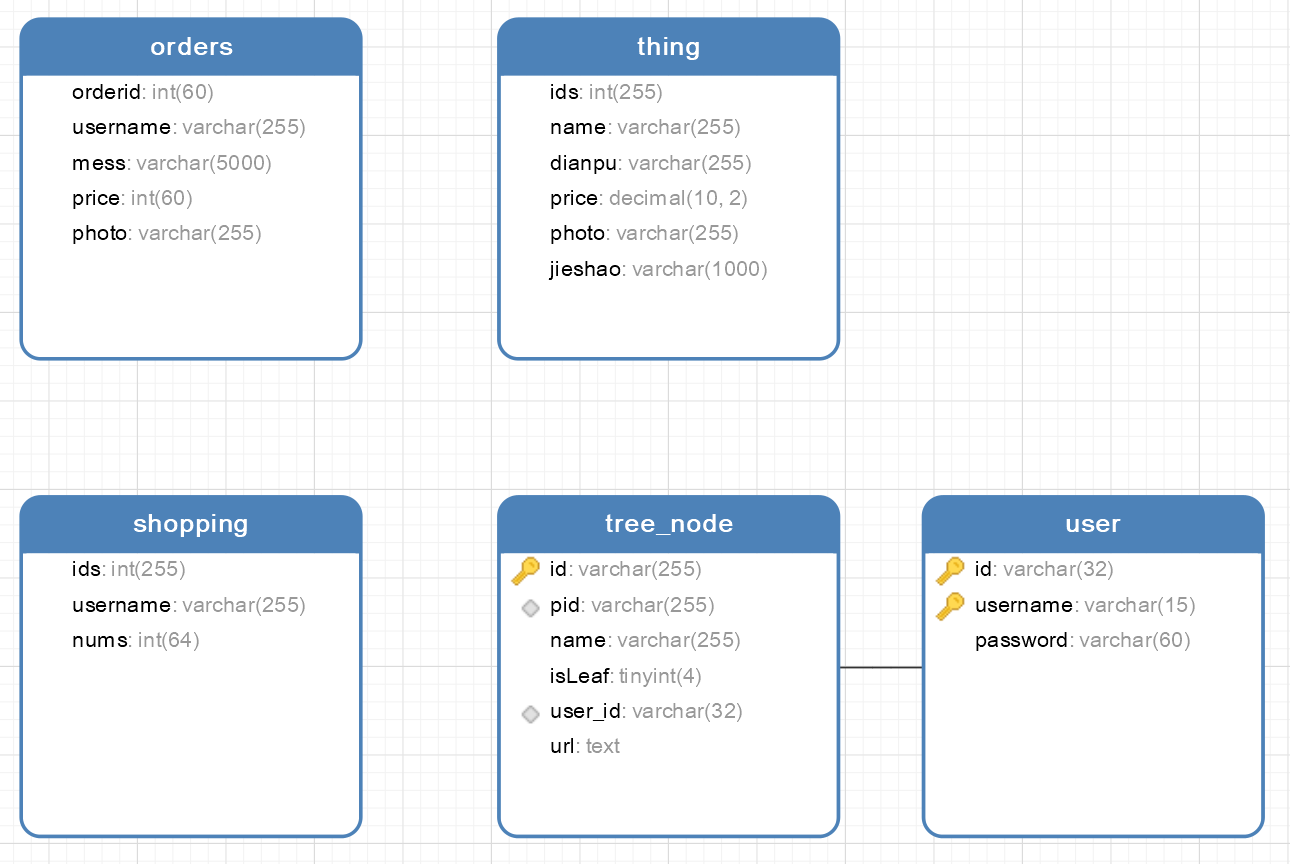 orders
orderid: int(60)
username: varchar(255)
mess: varchar(5000)
price: int(60)
photo: varchar(255)
thing
ids: int(255)
name: varchar(255)
dianpu: varchar(255)
price: decimal(10, 2)
photo: varchar(255)
jieshao: varchar(1000)
shopping
ids: int(255)
username: varchar(255)
nums: int(64)
tree_node
id: varchar(255)
pid: varchar(255)
name: varchar(255)
isLeaf: tinyint(4)
user_id: varchar(32)
url: text
user
id: varchar(32)
username: varchar(15)
password: varchar(60)